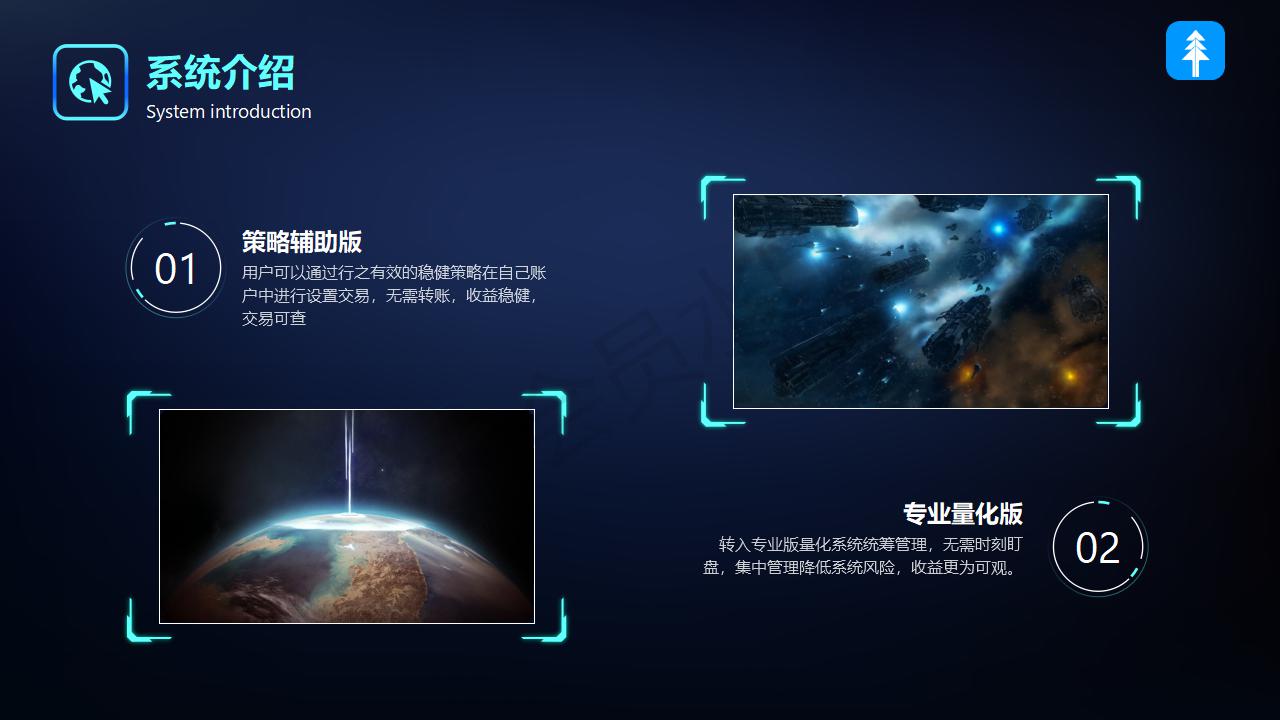 系统介绍
System introduction
01
策略辅助版
用户可以通过行之有效的稳健策略在自己账
户中进行设置交易，无需转账，收益稳健，
交易可查
专业量化版
转入专业版量化系统统筹管理，无需时刻盯
盘，集中管理降低系统风险，收益更为可观。
02
会员水